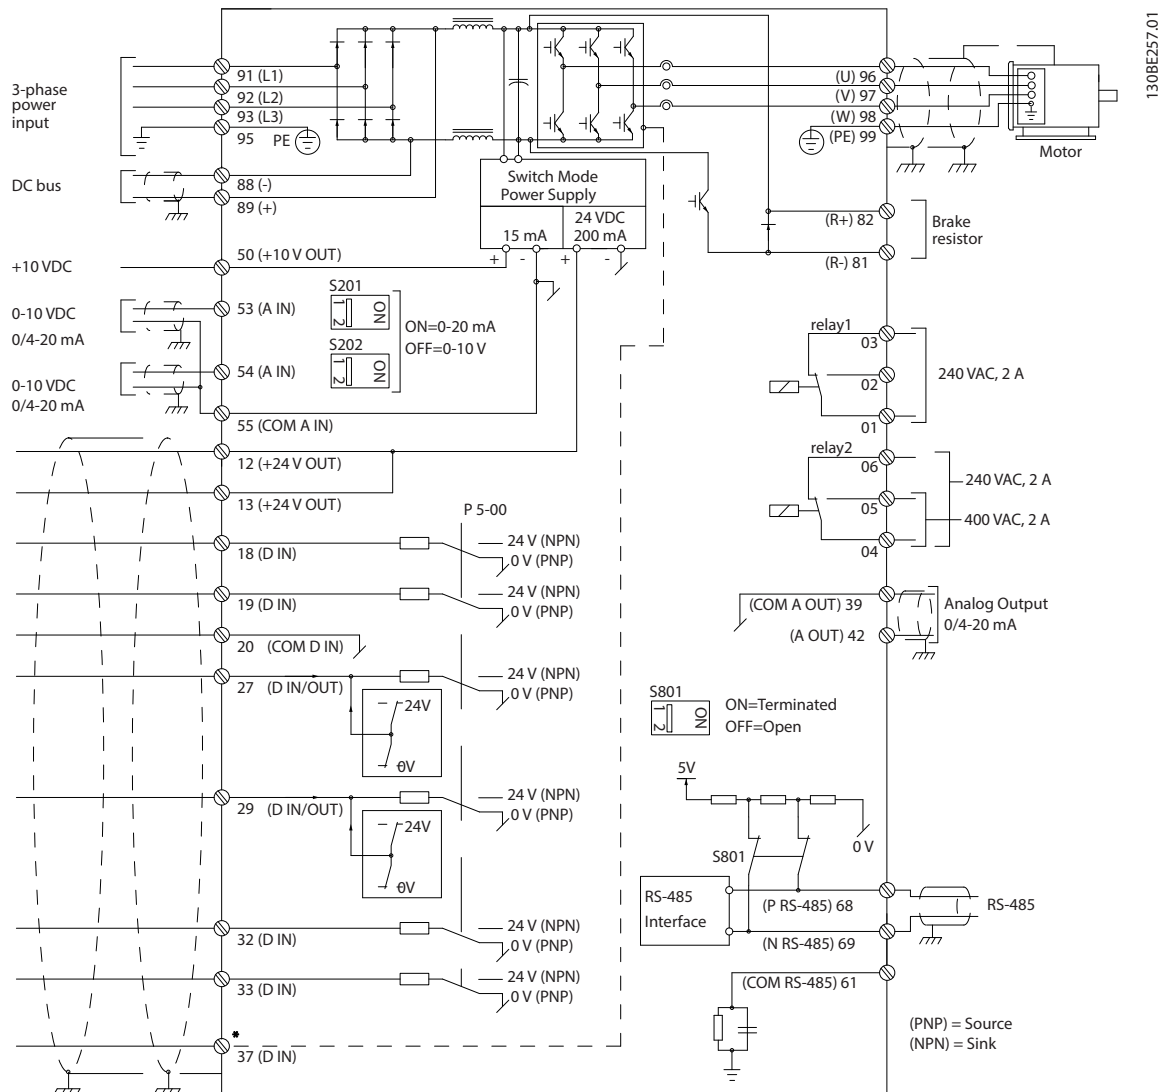 130BE257.01
3-phase
power
input
91 (L1)
92 (L2)
93 (L3)
95
PE
DC bus
88 (-)
89 (+)
+10 VDC
50 (+10 V OUT)
0-10 VDC
0/4-20 mA
53 (A IN)
0-10 VDC
0/4-20 mA
54 (A IN)
55 (COM A IN)
12 (+24 V OUT)
13 (+24 V OUT)
18 (D IN)
19 (D IN)
20 (COM D IN)
27 (D IN/OUT)
24V
0V
29 (D IN/OUT)
24V
0V
32 (D IN)
33 (D IN)
*
37 (D IN)
Switch Mode
Power Supply
15 mA
24 VDC
200 mA
+ - + -
S201
1 2
ON
S202
1 2
ON
ON=0-20 mA
OFF=0-10 V
P 5-00
24 V (NPN)
0 V (PNP)
24 V (NPN)
0 V (PNP)
24 V (NPN)
0 V (PNP)
24 V (NPN)
0 V (PNP)
24 V (NPN)
0 V (PNP)
24 V (NPN)
0 V (PNP)
(U) 96
(V) 97
(W) 98
(PE) 99
Motor
(R+) 82
(R-) 81
Brake
resistor
relay1
03
02
01
240 VAC, 2 A
relay2
06
05
04
240 VAC, 2 A
400 VAC, 2 A
(COM A OUT) 39
(A OUT) 42
Analog Output
0/4-20 mA
S801
1 2
ON
ON=Terminated
OFF=Open
5V
0 V
S801
RS-485
Interface
(P RS-485) 68
(N RS-485) 69
RS-485
(COM RS-485) 61
(PNP) = Source
(NPN) = Sink